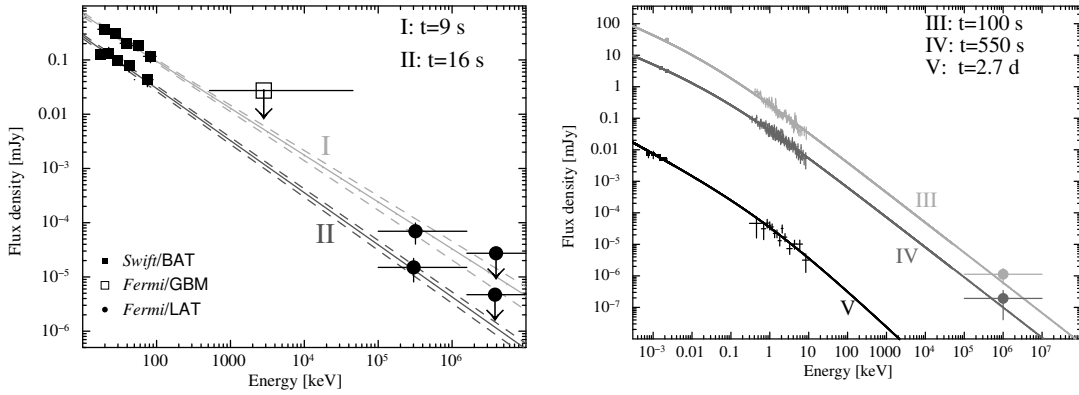 I: t=9 s
II: t=16 s
I
II
Swift/BAT
Fermi/GBM
Fermi/LAT
Flux density [mJy]
0.1
0.01
10⁻³
10⁻⁴
10⁻⁵
10⁻⁶
100
1000
10⁴
10⁵
10⁶
Energy [keV]
III: t=100 s
IV: t=550 s
V: t=2.7 d
III
IV
V
Flux density [mJy]
100
10
1
0.1
0.01
10⁻³
10⁻⁴
10⁻⁵
10⁻⁶
10⁻⁷
10⁻³
0.01
0.1
1
10
100
1000
10⁴
10⁵
10⁶
10⁷
Energy [keV]